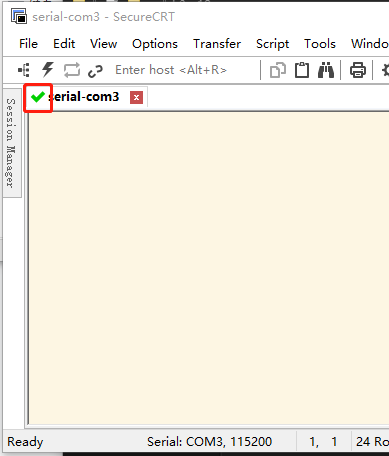 serial-com3 - SecureCRT
File Edit View Options Transfer Script Tools Windo
Enter host <Alt+R>
serial-com3
Session Manager
Ready Serial: COM3, 115200 1, 1 24 Ro